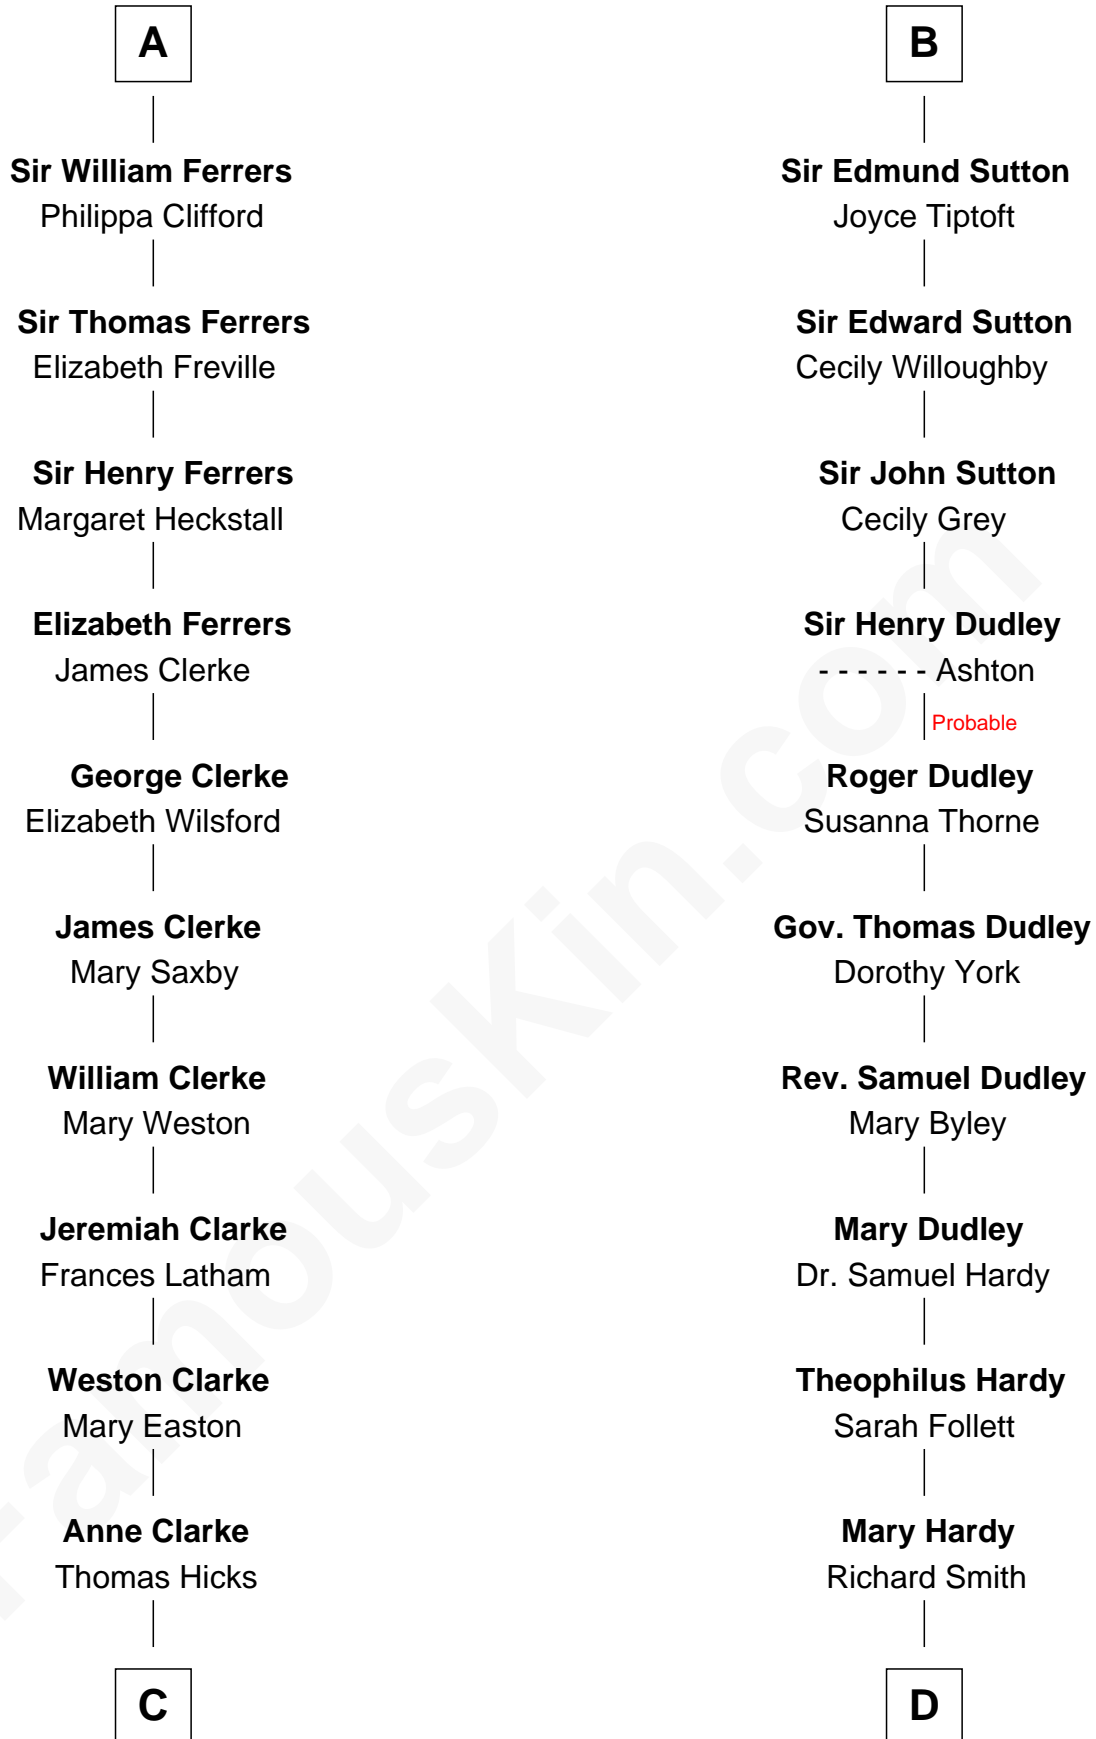 A
Sir William Ferrers
Philippa Clifford
Sir Thomas Ferrers
Elizabeth Freville
Sir Henry Ferrers
Margaret Heckstall
Elizabeth Ferrers
James Clerke
George Clerke
Elizabeth Wilsford
James Clerke
Mary Saxby
William Clerke
Mary Weston
Jeremiah Clarke
Frances Latham
Weston Clarke
Mary Easton
Anne Clarke
Thomas Hicks
C
B
Sir Edmund Sutton
Joyce Tiptoft
Sir Edward Sutton
Cecily Willoughby
Sir John Sutton
Cecily Grey
Sir Henry Dudley
- - - - - - Ashton
Probable
Roger Dudley
Susanna Thorne
Gov. Thomas Dudley
Dorothy York
Rev. Samuel Dudley
Mary Byley
Mary Dudley
Dr. Samuel Hardy
Theophilus Hardy
Sarah Follett
Mary Hardy
Richard Smith
D
FamousKin.com